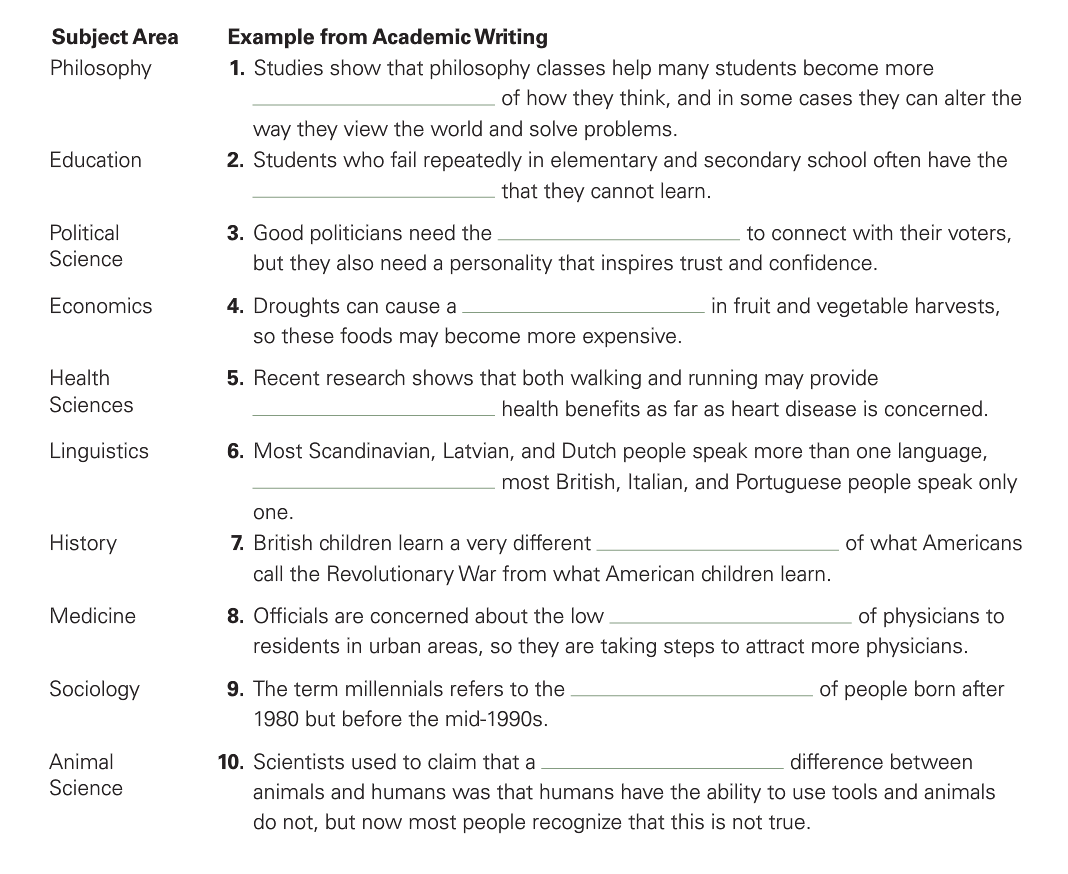 Subject Area Example from Academic Writing
Philosophy 1. Studies show that philosophy classes help many students become more
____________________ of how they think, and in some cases they can alter the
way they view the world and solve problems.
Education 2. Students who fail repeatedly in elementary and secondary school often have the
____________________ that they cannot learn.
Political 3. Good politicians need the ____________________ to connect with their voters,
Science but they also need a personality that inspires trust and confidence.
Economics 4. Droughts can cause a ____________________ in fruit and vegetable harvests,
so these foods may become more expensive.
Health 5. Recent research shows that both walking and running may provide
Sciences ____________________ health benefits as far as heart disease is concerned.
Linguistics 6. Most Scandinavian, Latvian, and Dutch people speak more than one language,
____________________ most British, Italian, and Portuguese people speak only
one.
History 7. British children learn a very different ____________________ of what Americans
call the Revolutionary War from what American children learn.
Medicine 8. Officials are concerned about the low ____________________ of physicians to
residents in urban areas, so they are taking steps to attract more physicians.
Sociology 9. The term millennials refers to the ____________________ of people born after
1980 but before the mid-1990s.
Animal 10. Scientists used to claim that a ____________________ difference between
Science animals and humans was that humans have the ability to use tools and animals
do not, but now most people recognize that this is not true.